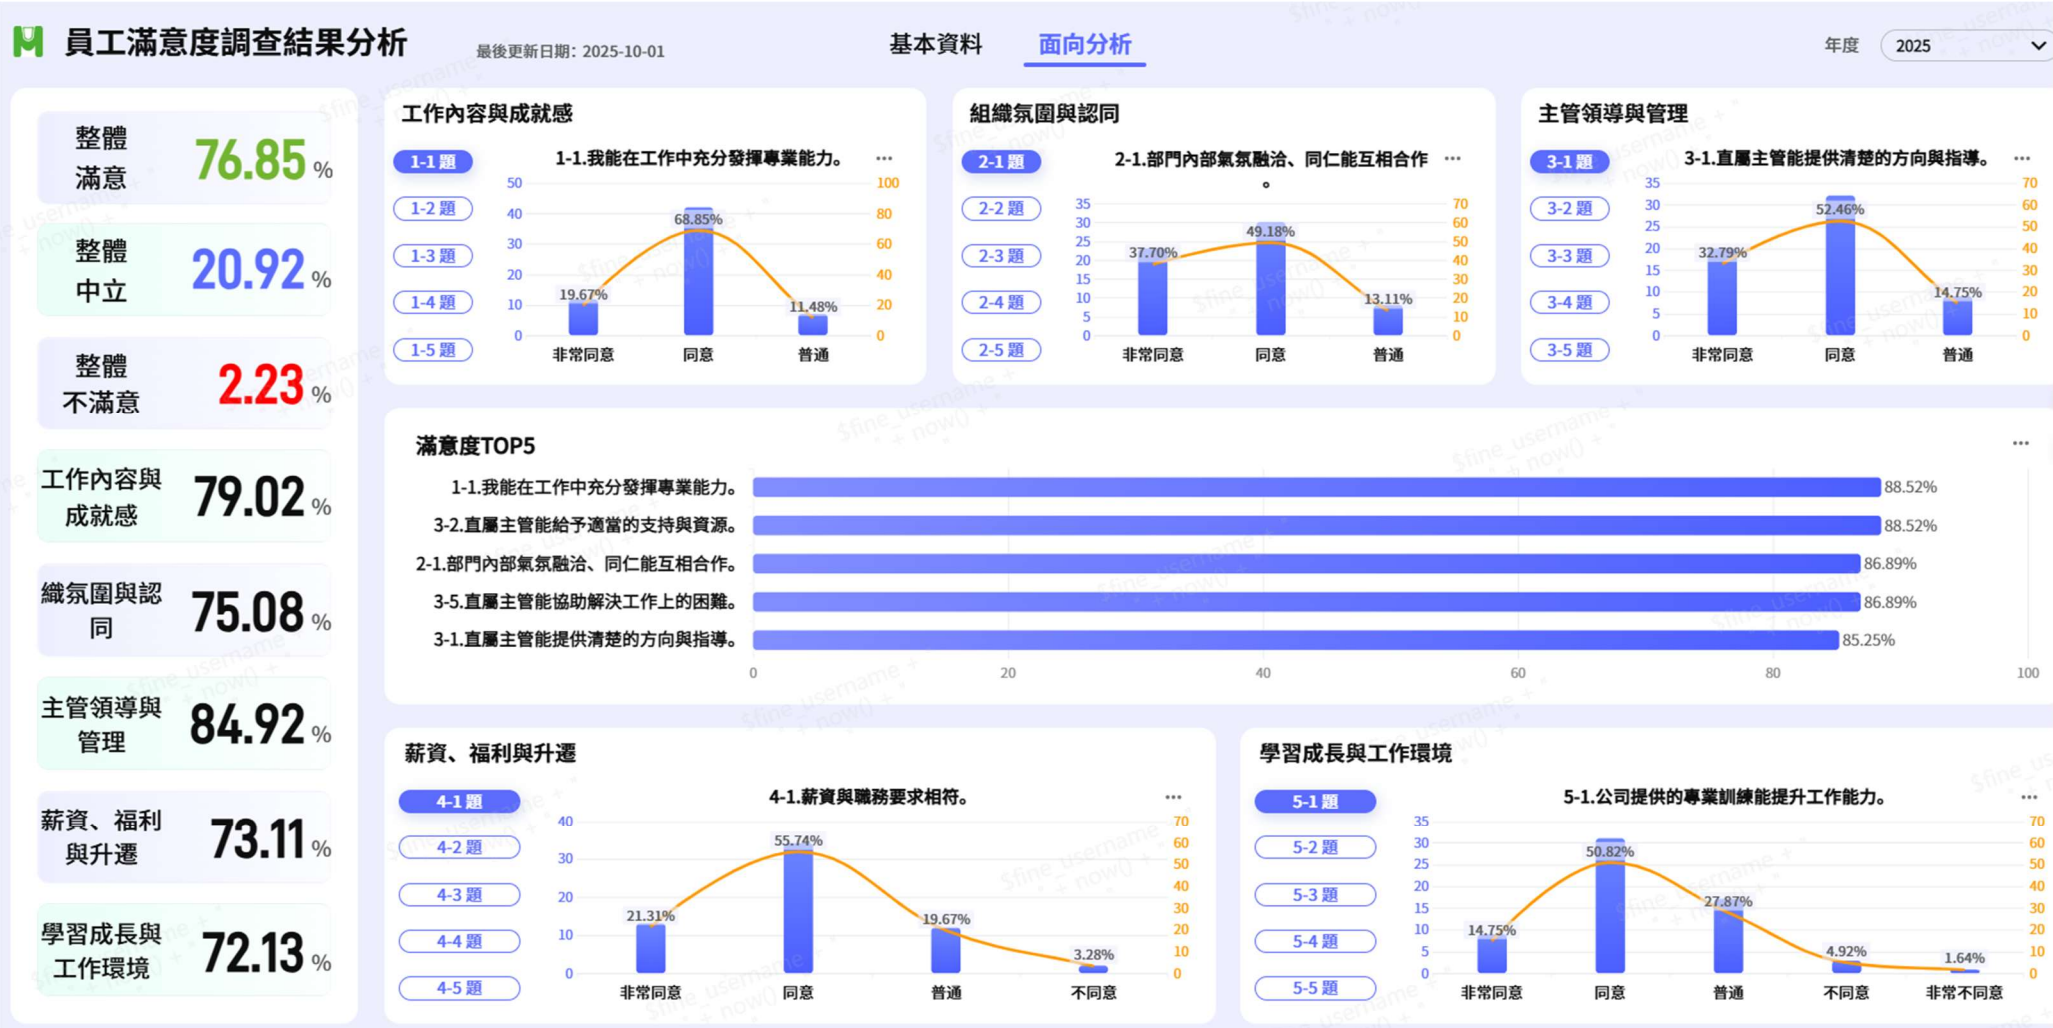 員工滿意度調查結果分析
最後更新日期：2025-10-01
基本資料
面向分析
年度
2025
整體
滿意
76.85 %
整體
中立
20.92 %
整體
不滿意
2.23 %
工作內容與
成就感
79.02 %
織氛圍與認
同
75.08 %
主管領導與
管理
84.92 %
薪資、福利
與升遷
73.11 %
學習成長與
工作環境
72.13 %
工作內容與成就感
1-1 題
1-2 題
1-3 題
1-4 題
1-5 題
1-1.我能在工作中充分發揮專業能力。
50
40
30
20
10
0
100
80
60
40
20
0
19.67%
68.85%
11.48%
非常同意
同意
普通
組織氛圍與認同
2-1 題
2-2 題
2-3 題
2-4 題
2-5 題
2-1.部門內部氣氛融洽、同仁能互相合作
。
35
30
25
20
15
10
5
0
70
60
50
40
30
20
10
0
37.70%
49.18%
13.11%
非常同意
同意
普通
主管領導與管理
3-1 題
3-2 題
3-3 題
3-4 題
3-5 題
3-1.直屬主管能提供清楚的方向與指導。
35
30
25
20
15
10
5
0
70
60
50
40
30
20
10
0
32.79%
52.46%
14.75%
非常同意
同意
普通
滿意度TOP5
1-1.我能在工作中充分發揮專業能力。
88.52%
3-2.直屬主管能給予適當的支持與資源。
88.52%
2-1.部門內部氣氛融洽、同仁能互相合作。
86.89%
3-5.直屬主管能協助解決工作上的困難。
86.89%
3-1.直屬主管能提供清楚的方向與指導。
85.25%
0
20
40
60
80
100
薪資、福利與升遷
4-1 題
4-2 題
4-3 題
4-4 題
4-5 題
4-1.薪資與職務要求相符。
40
30
20
10
0
70
60
50
40
30
20
10
0
21.31%
55.74%
19.67%
3.28%
非常同意
同意
普通
不同意
學習成長與工作環境
5-1 題
5-2 題
5-3 題
5-4 題
5-5 題
5-1.公司提供的專業訓練能提升工作能力。
35
30
25
20
15
10
5
0
70
60
50
40
30
20
10
0
14.75%
50.82%
27.87%
4.92%
1.64%
非常同意
同意
普通
不同意
非常不同意
$fine_username
+ now() +